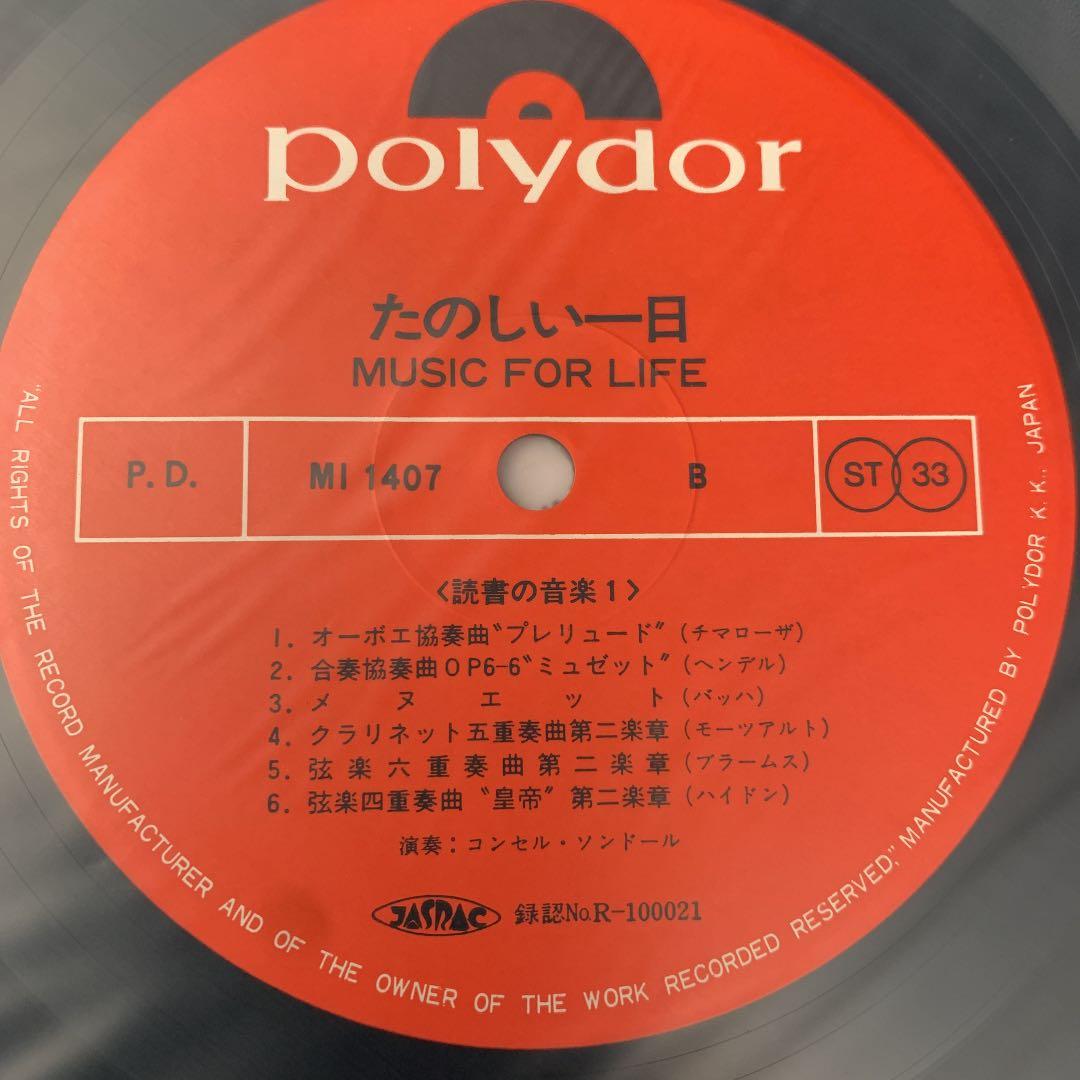 polydor
たのしい一日
MUSIC FOR LIFE
P.D. MI 1407 B ST 33
〈読書の音楽1〉
1. オーボエ協奏曲〝プレリュード〟(チマローザ)
2. 合奏協奏曲OP6-6〝ミュゼット〟(ヘンデル)
3. メヌエット(バッハ)
4. クラリネット五重奏曲第二楽章(モーツアルト)
5. 弦楽六重奏曲第二楽章(ブラームス)
6. 弦楽四重奏曲〝皇帝〟第二楽章(ハイドン)
演奏:コンセル・ソンドール
JASRAC 録認No.R-100021
"ALL RIGHTS OF THE RECORD MANUFACTURER AND OF THE OWNER OF THE WORK RECORDED RESERVED," MANUFACTURED BY POLYDOR K.K., JAPAN